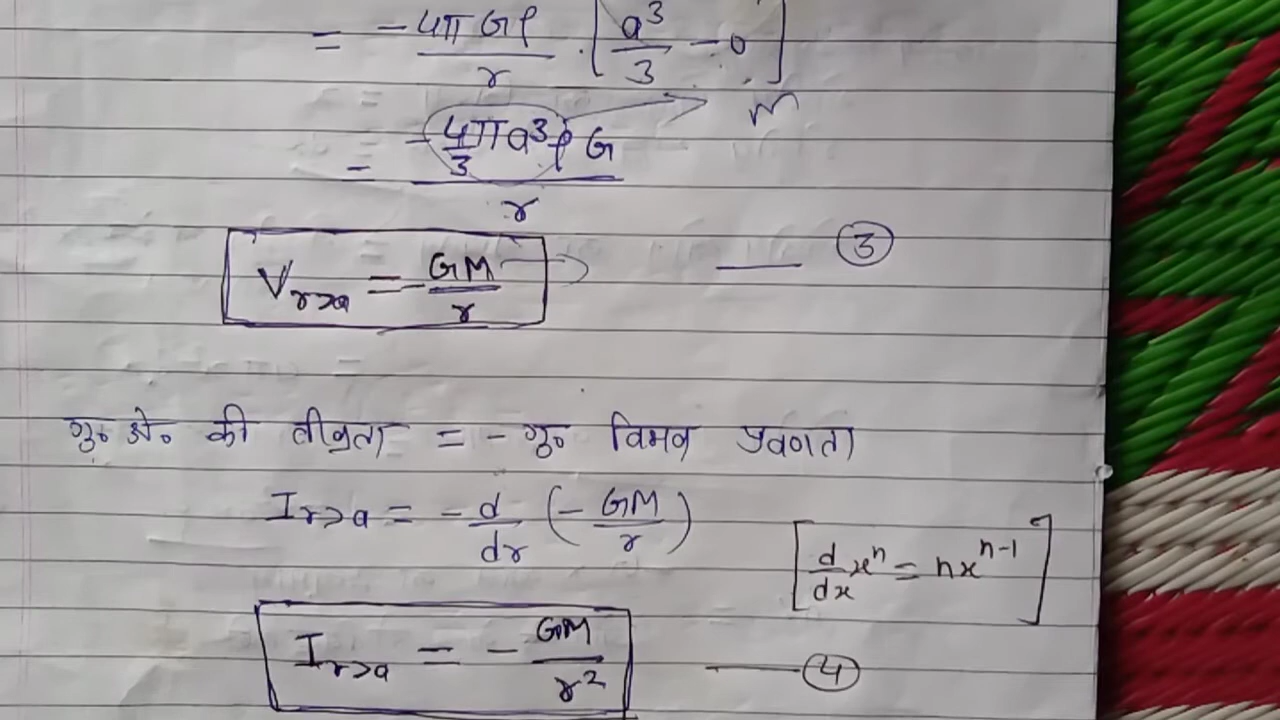 = -4πGρ/r · [a³/3 - 0]
= -4/3 πa³ρG/r → M
V_{r>a} = -GM/r —— ③
गु० क्षे० की तीव्रता = - गु० विभव प्रवणता
I_{r>a} = -d/dr (-GM/r) [d/dx xⁿ = nxⁿ⁻¹]
I_{r>a} = -GM/r² —— ④